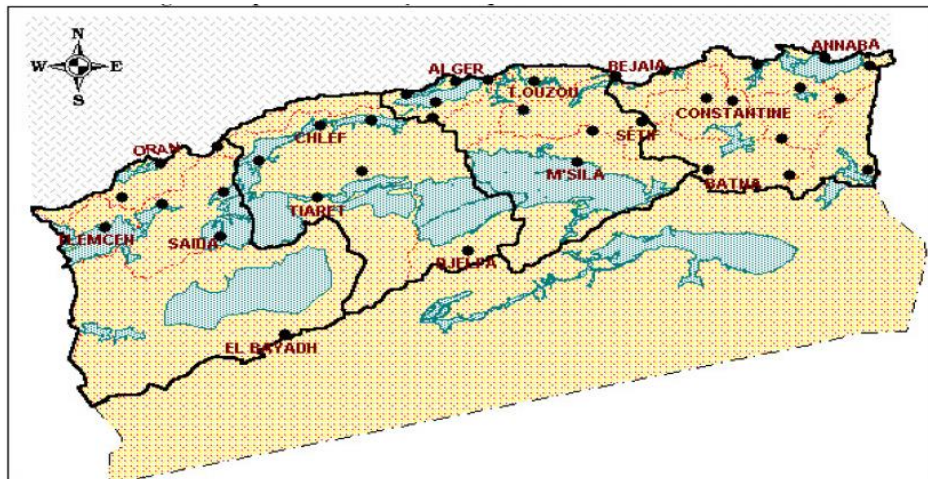 N
W E
S
ANNABA
ALGER
BEJAIA
T.OUZOU
CONSTANTINE
CHLEF
SETIF
ORAN
M'SILA
BATNA
TIARET
TLEMCEN
SAIDA
DJELFA
EL BAYADH